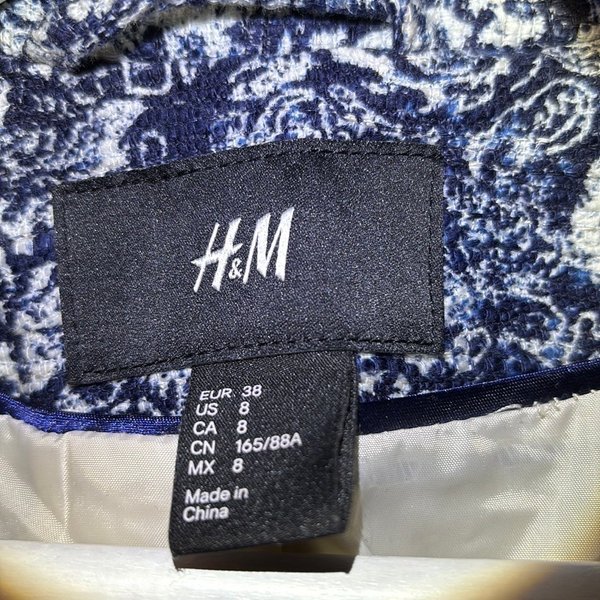 H&M
EUR 38
US 8
CA 8
CN 165/88A
MX 8
Made in
China